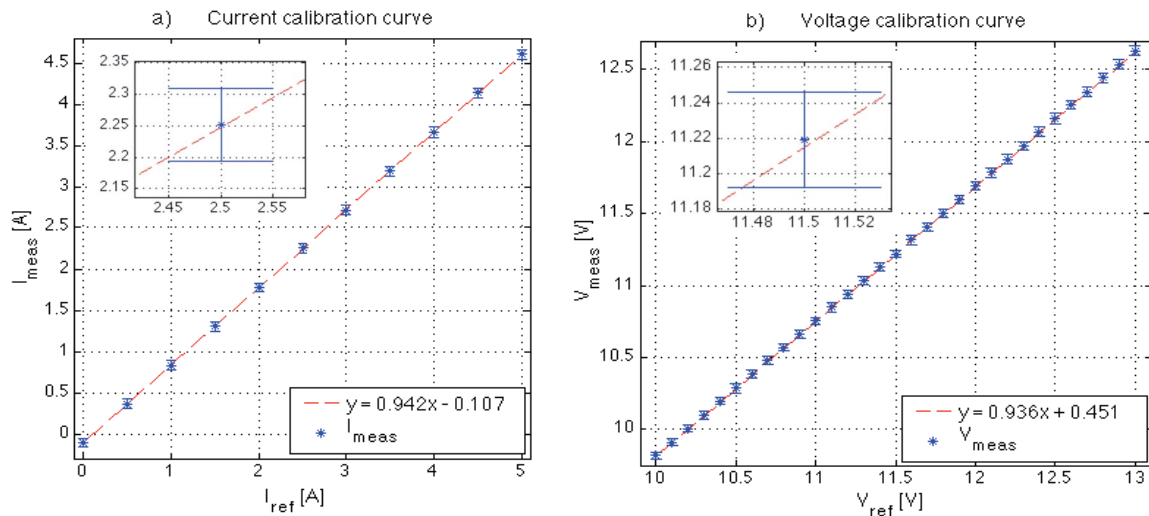 a) Current calibration curve
4.5
4
3.5
3
2.5
2
1.5
1
0.5
0
I_meas [A]
2.35
2.3
2.25
2.2
2.15
2.45 2.5 2.55
y = 0.942x - 0.107
I_meas
0 1 2 3 4 5
I_ref [A]
b) Voltage calibration curve
12.5
12
11.5
11
10.5
10
V_meas [V]
11.26
11.24
11.22
11.2
11.18
11.48 11.5 11.52
y = 0.936x + 0.451
V_meas
10 10.5 11 11.5 12 12.5 13
V_ref [V]